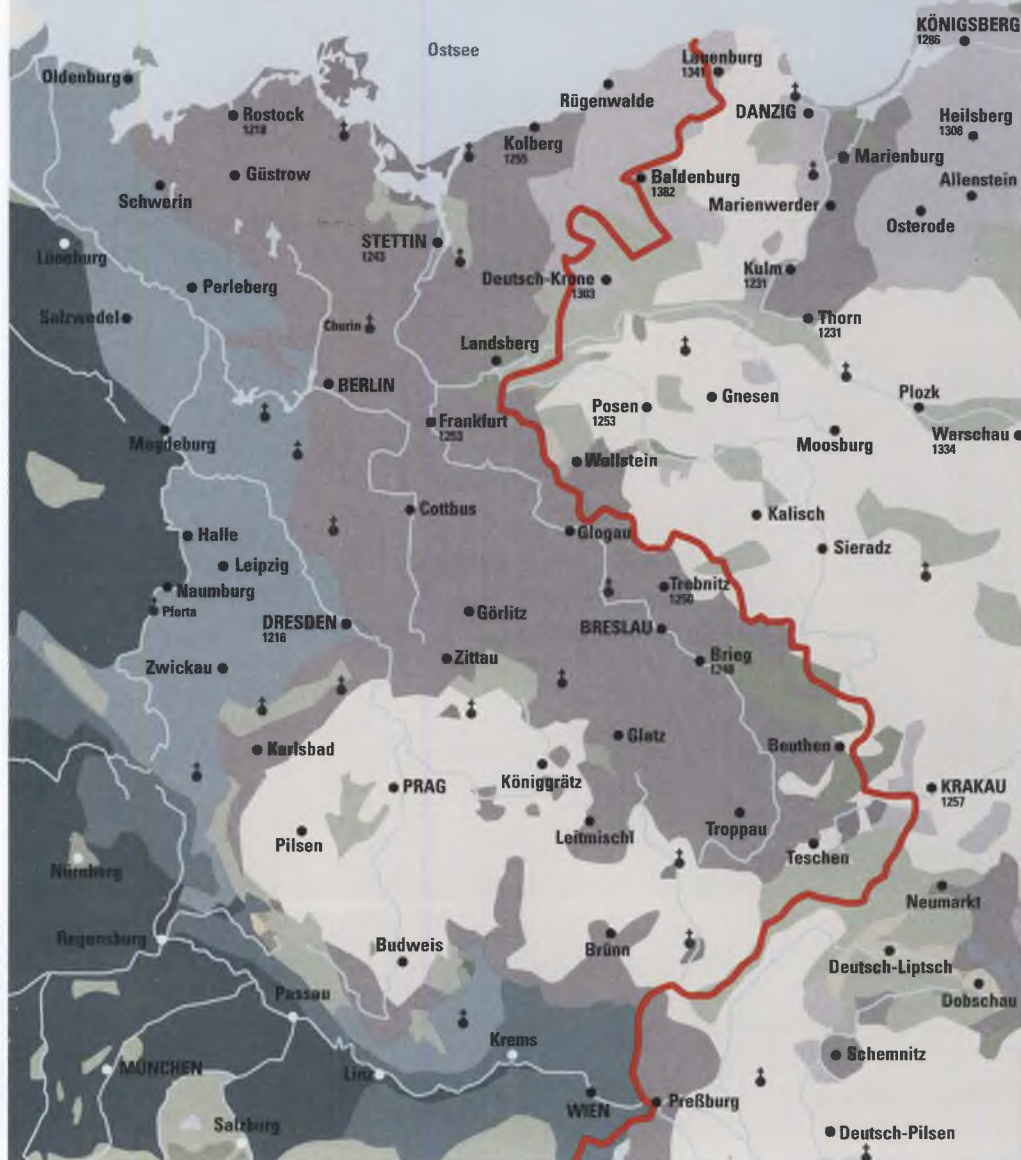 KÖNIGSBERG
1286
Ostsee
Lauenburg
1341
Oldenburg
Rügenwalde
Rostock
1218
DANZIG
Heilsberg
1308
Kolberg
1255
Marienburg
Güstrow
Baldenburg
1382
Allenstein
Schwerin
Marienwerder
Osterode
STETTIN
1243
Lüneburg
Kulm
1231
Deutsch-Krone
1303
Perleberg
Salzwedel
Thorn
1231
Churin
Landsberg
BERLIN
Gnesen
Plozk
Posen
1253
Frankfurt
1253
Magdeburg
Moosburg
Warschau
1334
Wollstein
Cottbus
Kalisch
Halle
Glogau
Sieradz
Leipzig
Naumburg
Trebnitz
1250
Pforta
Görlitz
DRESDEN
1216
BRESLAU
Zittau
Brieg
1248
Zwickau
Glatz
Karlsbad
Beuthen
Königgrätz
PRAG
KRAKAU
1257
Troppau
Leitmischl
Pilsen
Teschen
Nürnberg
Neumarkt
Regensburg
Budweis
Brünn
Deutsch-Liptsch
Dobschau
Passau
Krems
Schemnitz
MÜNCHEN
Linz
WIEN
Preßburg
Salzburg
Deutsch-Pilsen